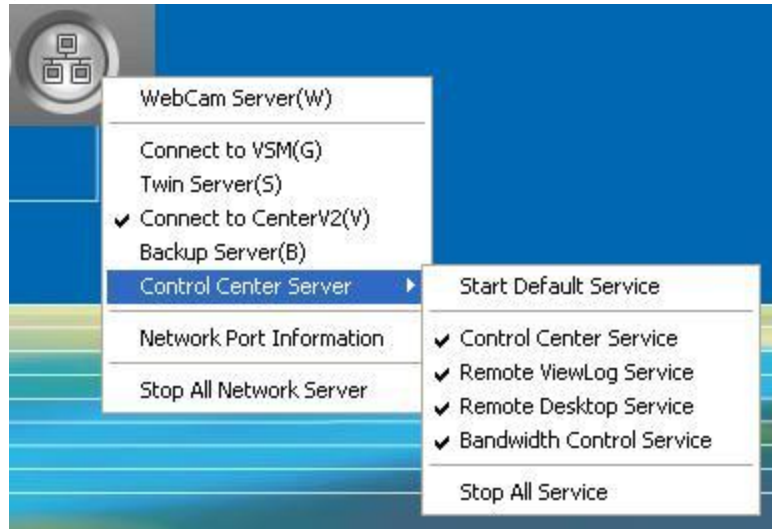 WebCam Server(W)
Connect to VSM(G)
Twin Server(S)
Connect to CenterV2(V)
Backup Server(B)
Control Center Server
Network Port Information
Stop All Network Server
Start Default Service
Control Center Service
Remote ViewLog Service
Remote Desktop Service
Bandwidth Control Service
Stop All Service